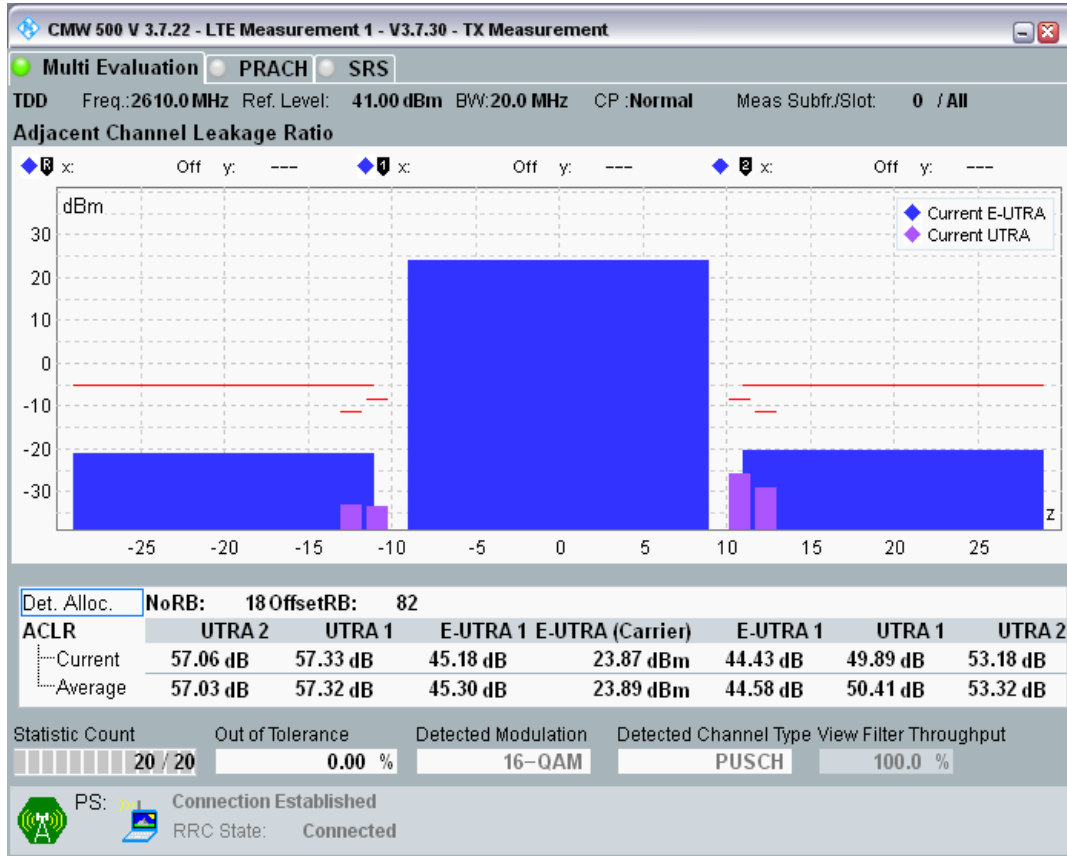 CMW 500 V 3.7.22 - LTE Measurement 1 - V3.7.30 - TX Measurement
Multi Evaluation PRACH SRS
TDD Freq.:2610.0 MHz Ref. Level: 41.00 dBm BW:20.0 MHz CP :Normal Meas Subfr./Slot: 0 / All
Adjacent Channel Leakage Ratio
R x: Off y: --- 1 x: Off y: --- 2 x: Off y: ---
dBm
Current E-UTRA
Current UTRA
30
20
10
0
-10
-20
-30
z
-25 -20 -15 -10 -5 0 5 10 15 20 25
Det. Alloc. NoRB: 18 OffsetRB: 82
ACLR UTRA 2 UTRA 1 E-UTRA 1 E-UTRA (Carrier) E-UTRA 1 UTRA 1 UTRA 2
Current 57.06 dB 57.33 dB 45.18 dB 23.87 dBm 44.43 dB 49.89 dB 53.18 dB
Average 57.03 dB 57.32 dB 45.30 dB 23.89 dBm 44.58 dB 50.41 dB 53.32 dB
Statistic Count Out of Tolerance Detected Modulation Detected Channel Type View Filter Throughput
20 / 20 0.00 % 16-QAM PUSCH 100.0 %
PS: Connection Established
RRC State: Connected